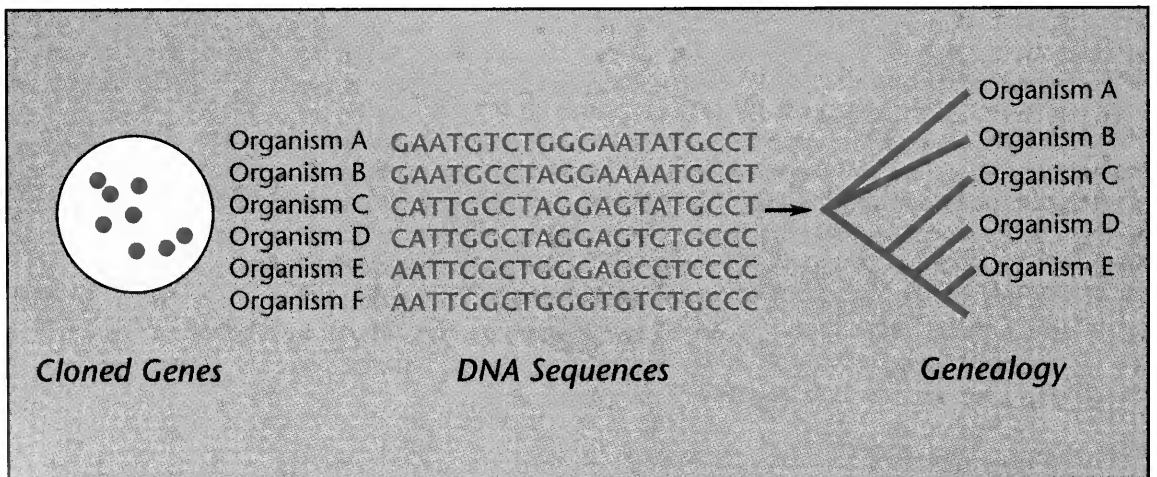 Organism A GAATGTCTGGGAATATGCCT
Organism B GAATGCCTAGGAAAATGCCT
Organism C CATTGCCTAGGAGTATGCCT
Organism D CATTGGCTAGGAGTCTGCCC
Organism E AATTCGCTGGGAGCCTCCCC
Organism F AATTGGCTGGGTGTCTGCCC
Organism A
Organism B
Organism C
Organism D
Organism E
Cloned Genes
DNA Sequences
Genealogy